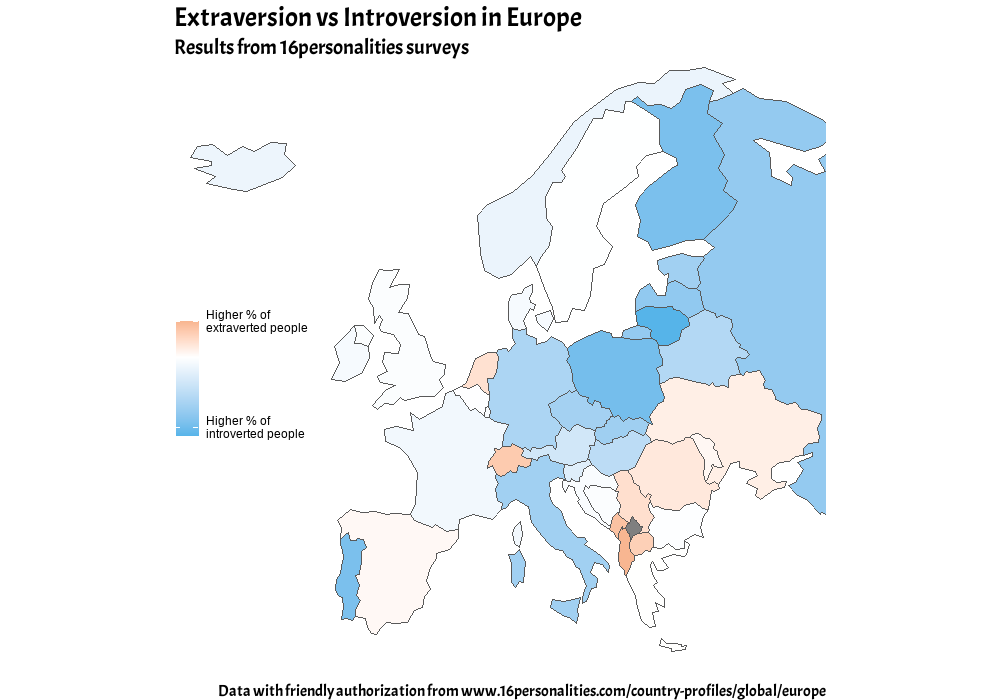 Extraversion vs Introversion in Europe
Results from 16personalities surveys
Higher % of
extraverted people
Higher % of
introverted people
Data with friendly authorization from www.16personalities.com/country-profiles/global/europe